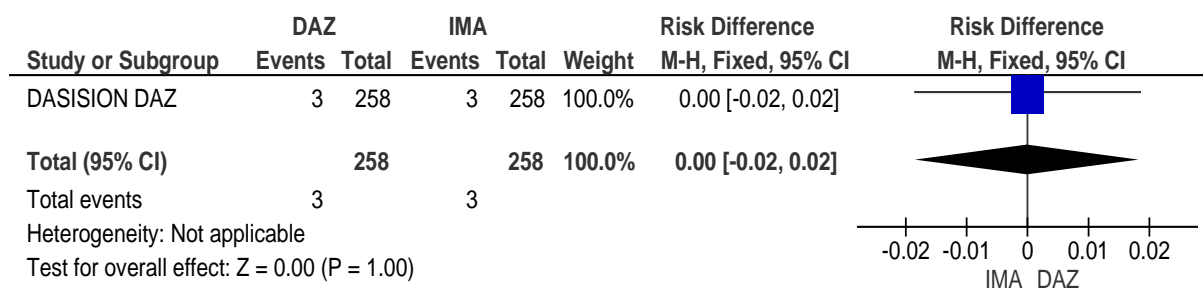 DAZ IMA Risk Difference Risk Difference
Study or Subgroup Events Total Events Total Weight M-H, Fixed, 95% CI M-H, Fixed, 95% CI
DASISION DAZ 3 258 3 258 100.0% 0.00 [-0.02, 0.02]
Total (95% CI) 258 258 100.0% 0.00 [-0.02, 0.02]
Total events 3 3
Heterogeneity: Not applicable
Test for overall effect: Z = 0.00 (P = 1.00)
-0.02 -0.01 0 0.01 0.02
IMA DAZ